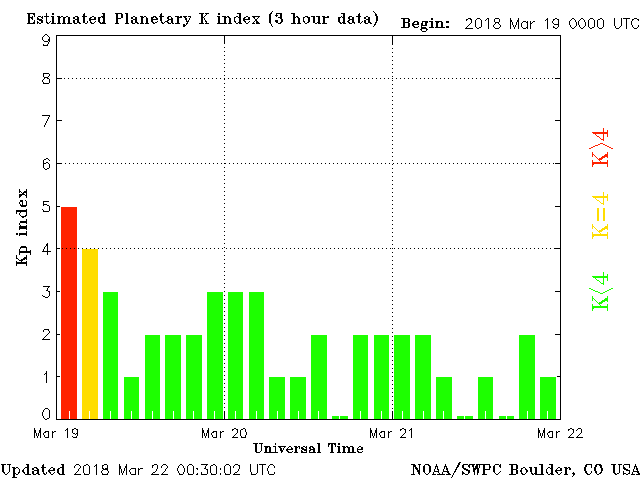 Estimated Planetary K index (3 hour data) Begin: 2018 Mar 19 0000 UTC
9
8
7
6
5
4
3
2
1
0
Kp index
K>4
K=4
K<4
Mar 19 Mar 20 Mar 21 Mar 22
Universal Time
Updated 2018 Mar 22 00:30:02 UTC NOAA/SWPC Boulder, CO USA